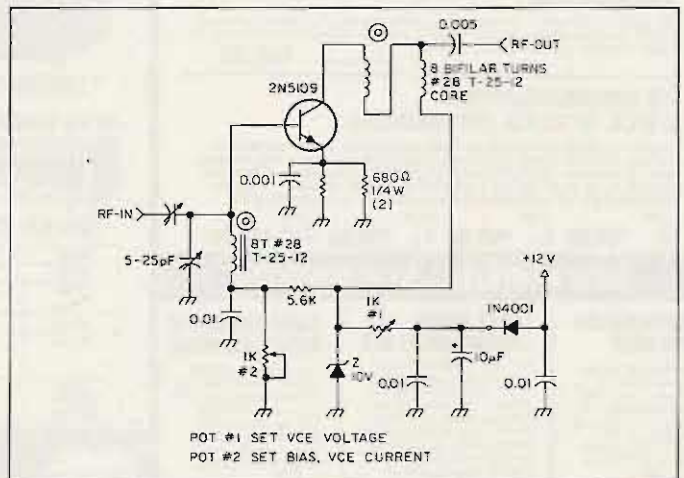 0.005
RF-OUT
8 BIFILAR TURNS
#28 T-25-12
CORE
2N5109
0.001
680Ω
1/4W
(2)
RF-IN
5-25pF
8T #28
T-25-12
+12V
5.6K
1K
#1
1N4001
0.01
1K
#2
Z
10V
0.01
+
10µF
0.01
POT #1 SET VCE VOLTAGE
POT #2 SET BIAS, VCE CURRENT